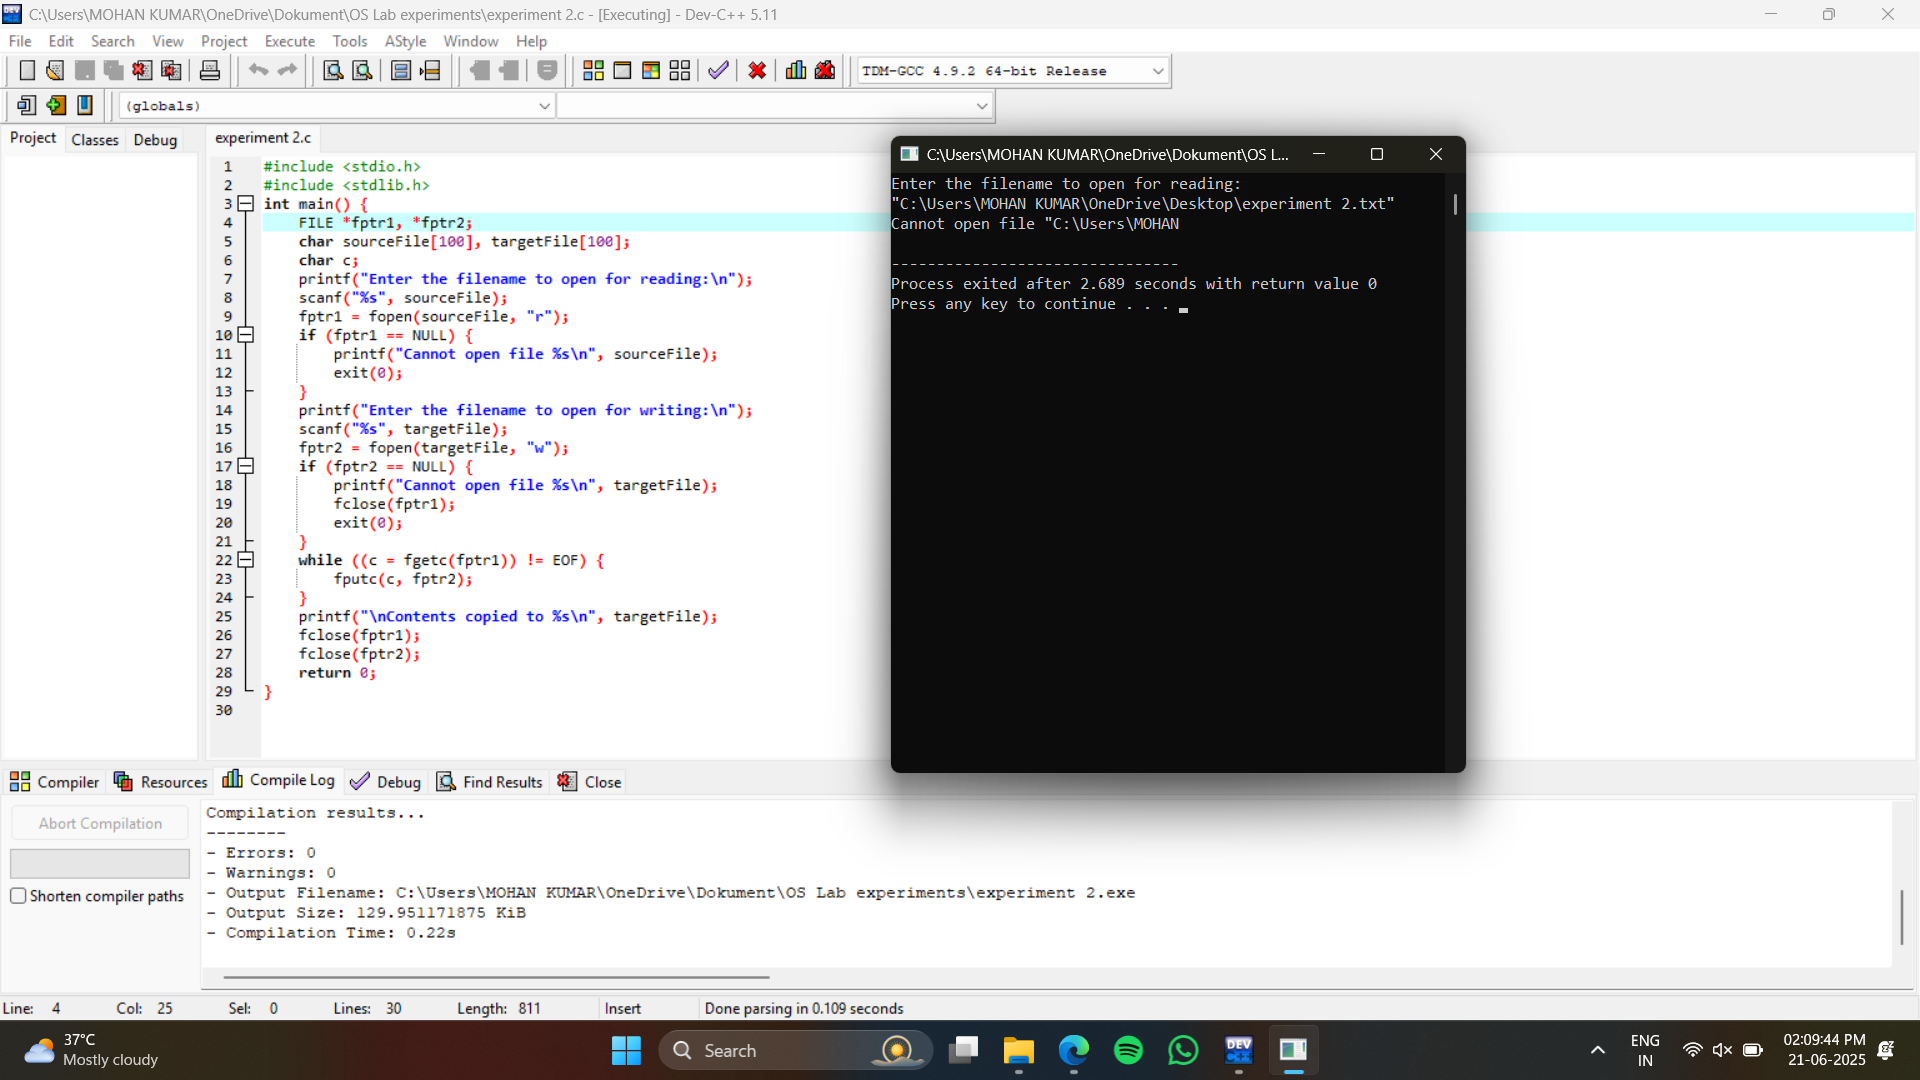 C:\Users\MOHAN KUMAR\OneDrive\Dokument\OS Lab experiments\experiment 2.c - [Executing] - Dev-C++ 5.11
File Edit Search View Project Execute Tools AStyle Window Help
TDM-GCC 4.9.2 64-bit Release
(globals)
Project Classes Debug
experiment 2.c
1 #include <stdio.h>
2 #include <stdlib.h>
3 int main() {
4 FILE *fptr1, *fptr2;
5 char sourceFile[100], targetFile[100];
6 char c;
7 printf("Enter the filename to open for reading:\n");
8 scanf("%s", sourceFile);
9 fptr1 = fopen(sourceFile, "r");
10 if (fptr1 == NULL) {
11 printf("Cannot open file %s\n", sourceFile);
12 exit(0);
13 }
14 printf("Enter the filename to open for writing:\n");
15 scanf("%s", targetFile);
16 fptr2 = fopen(targetFile, "w");
17 if (fptr2 == NULL) {
18 printf("Cannot open file %s\n", targetFile);
19 fclose(fptr1);
20 exit(0);
21 }
22 while ((c = fgetc(fptr1)) != EOF) {
23 fputc(c, fptr2);
24 }
25 printf("\nContents copied to %s\n", targetFile);
26 fclose(fptr1);
27 fclose(fptr2);
28 return 0;
29 }
30
C:\Users\MOHAN KUMAR\OneDrive\Dokument\OS L...
Enter the filename to open for reading:
"C:\Users\MOHAN KUMAR\OneDrive\Desktop\experiment 2.txt"
Cannot open file "C:\Users\MOHAN
--------------------------------
Process exited after 2.689 seconds with return value 0
Press any key to continue . . .
Compiler Resources Compile Log Debug Find Results Close
Abort Compilation
Shorten compiler paths
Compilation results...
--------
- Errors: 0
- Warnings: 0
- Output Filename: C:\Users\MOHAN KUMAR\OneDrive\Dokument\OS Lab experiments\experiment 2.exe
- Output Size: 129.951171875 KiB
- Compilation Time: 0.22s
Line: 4 Col: 25 Sel: 0 Lines: 30 Length: 811 Insert Done parsing in 0.109 seconds
37°C
Mostly cloudy
Search
DEV
ENG
IN
02:09:44 PM
21-06-2025